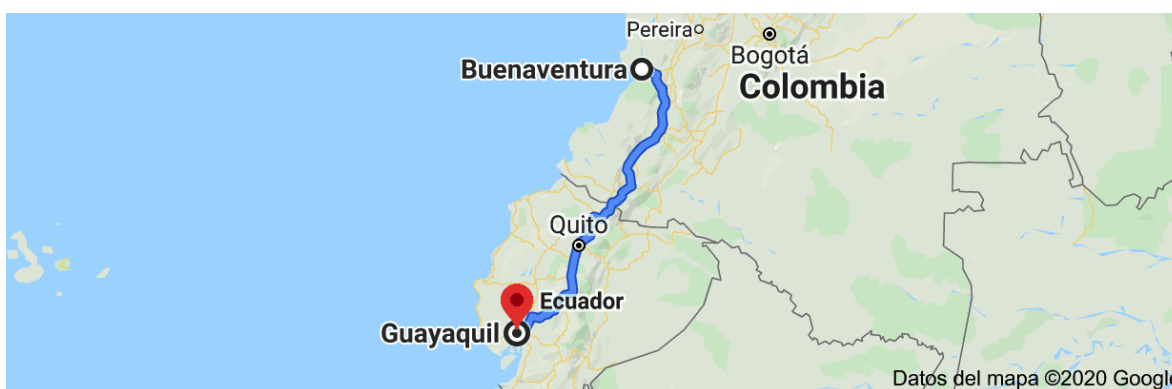 Pereira
Bogotá
Buenaventura
Colombia
Quito
Ecuador
Guayaquil
Datos del mapa ©2020 Google